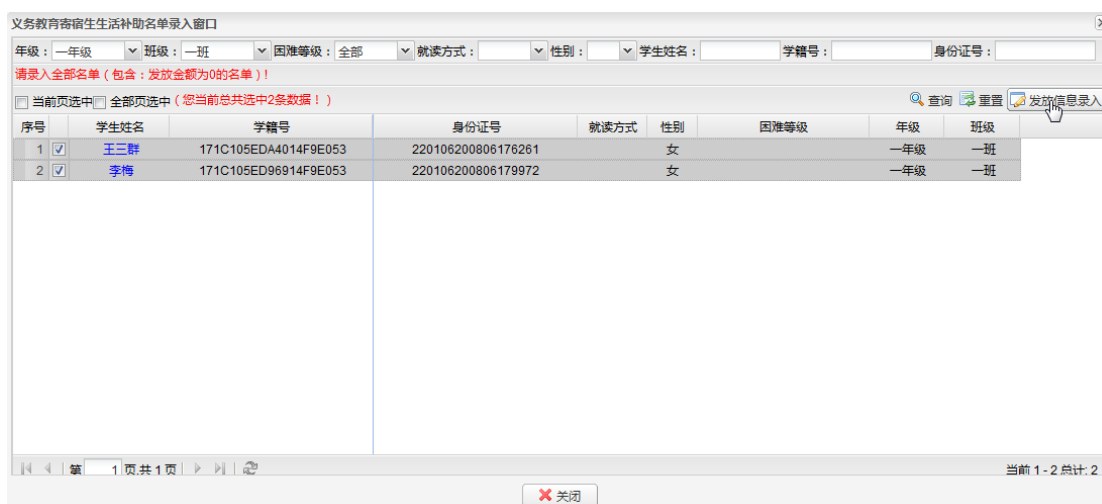 义务教育寄宿生生活补助名单录入窗口
年级： 一年级 班级： 一班 困难等级： 全部 就读方式： 性别： 学生姓名： 学籍号： 身份证号：
请录入全部名单（包含：发放金额为0的名单）！
当前页选中 全部页选中（您当前总共选中2条数据！） 查询 重置 发放信息录入
序号 学生姓名 学籍号 身份证号 就读方式 性别 困难等级 年级 班级
1 王三群 171C105EDA4014F9E053 220106200806176261 女 一年级 一班
2 李梅 171C105ED96914F9E053 220106200806179972 女 一年级 一班
第 1 页,共 1 页 当前 1 - 2 总计: 2
关闭